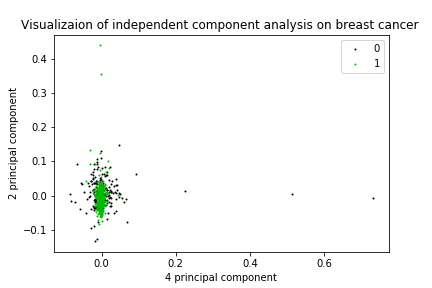 Visualizaion of independent component analysis on breast cancer
0
1
0.4
0.3
0.2
0.1
0.0
−0.1
2 principal component
0.0 0.2 0.4 0.6
4 principal component